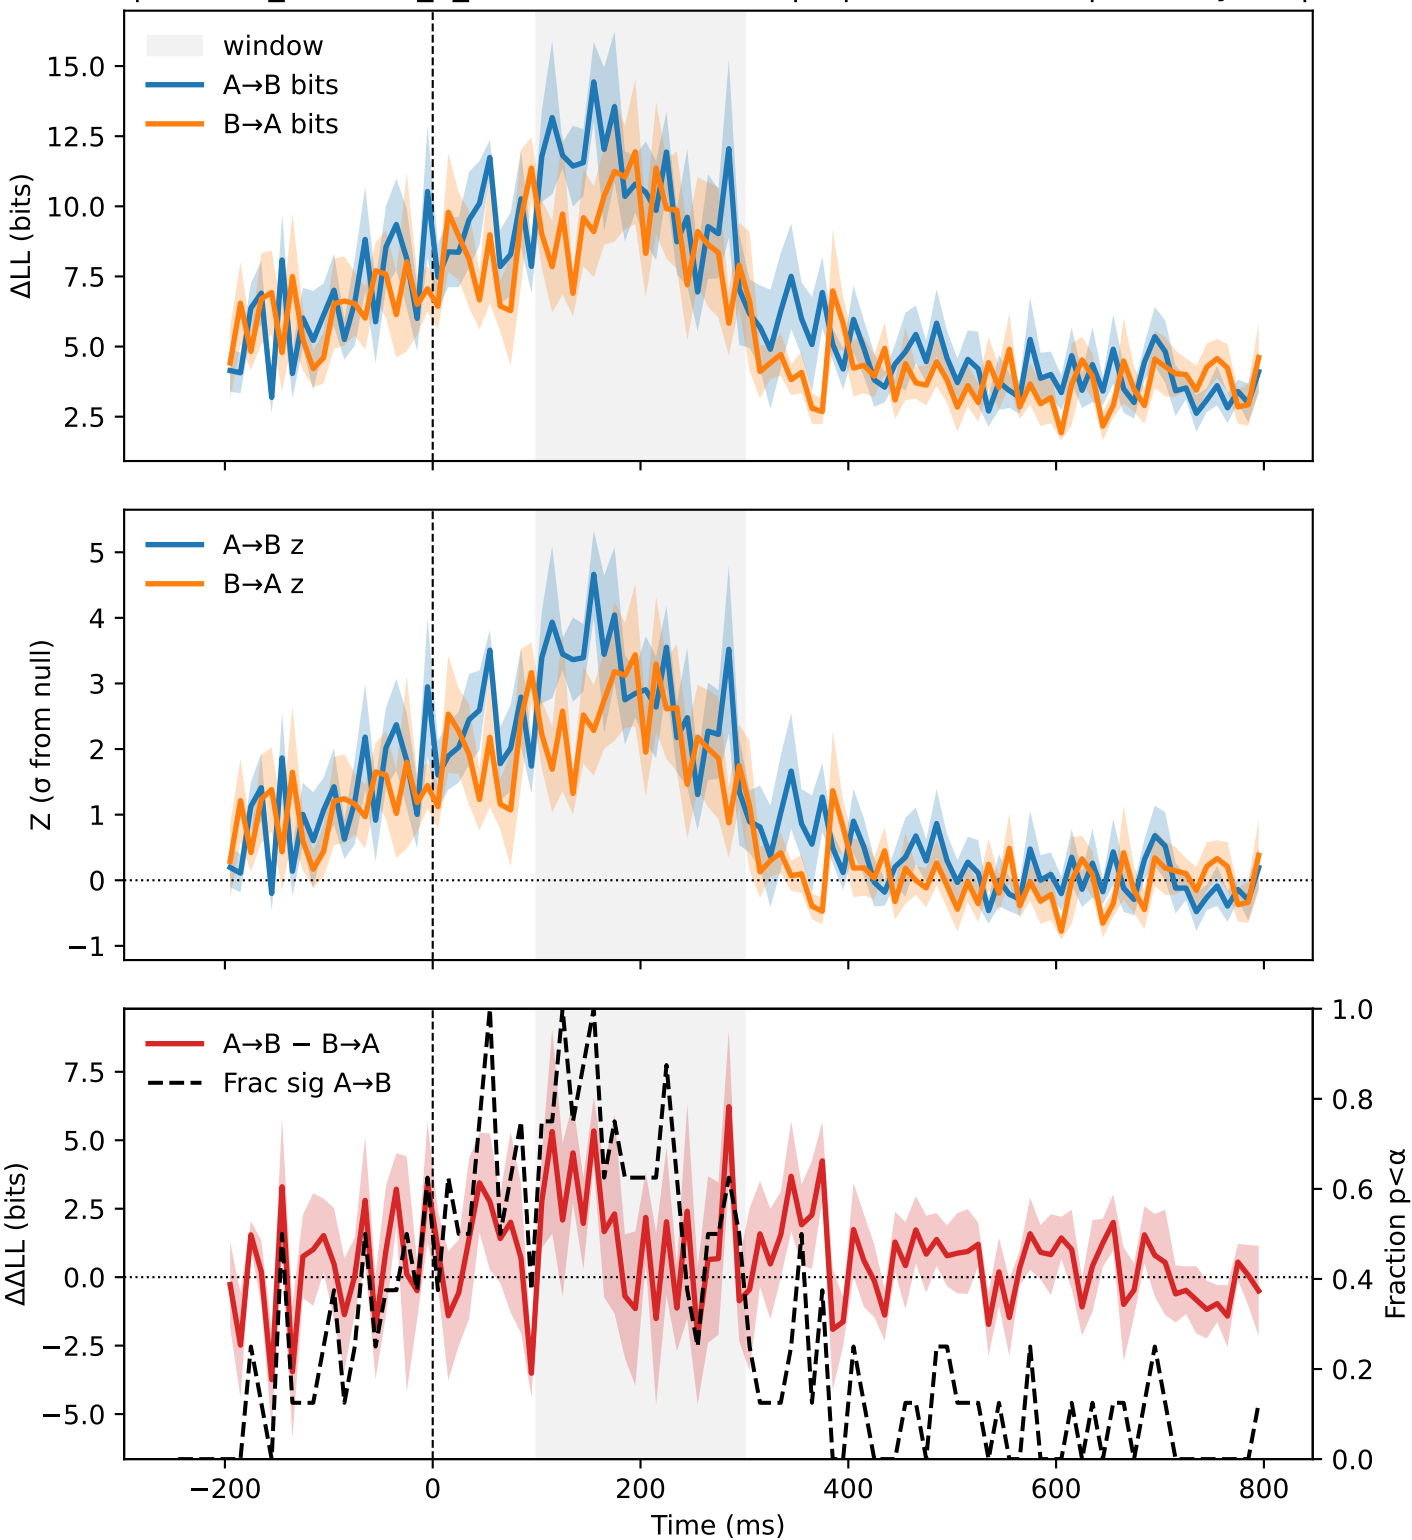 window
A→B bits
B→A bits
ΔLL (bits)
15.0
12.5
10.0
7.5
5.0
2.5
A→B z
B→A z
Z (σ from null)
5
4
3
2
1
0
−1
A→B − B→A
Frac sig A→B
ΔΔLL (bits)
7.5
5.0
2.5
0.0
−2.5
−5.0
1.0
0.8
0.6
0.4
0.2
0.0
Fraction p<α
−200
0
200
400
600
800
Time (ms)